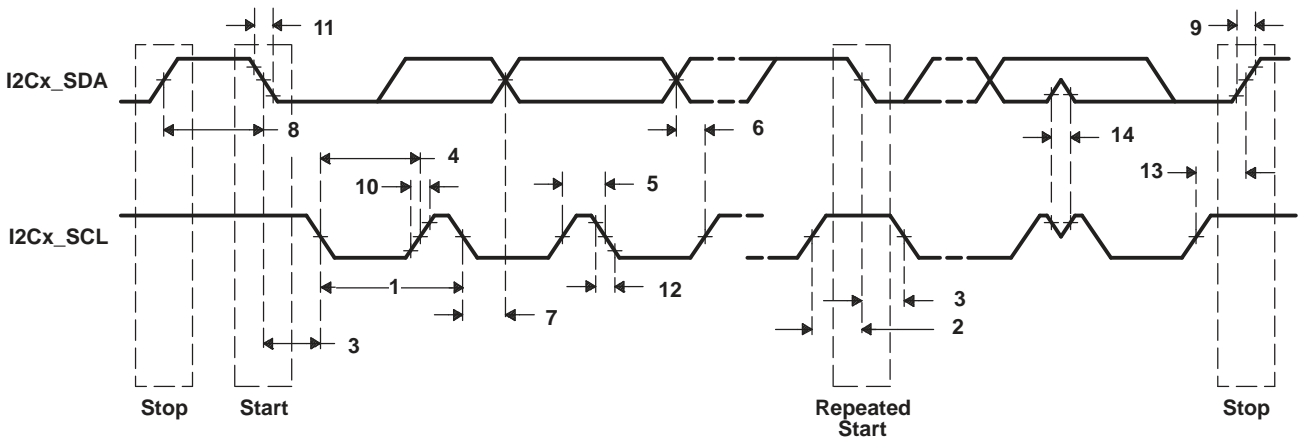 11
9
I2Cx_SDA
8
6
14
4
10
5
13
I2Cx_SCL
1
12
7
3
2
3
Stop
Start
Repeated
Start
Stop